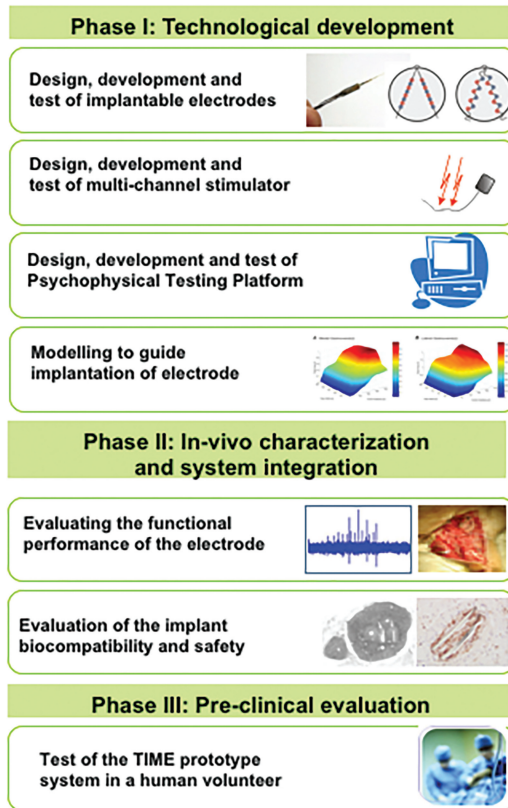 Phase I: Technological development
Design, development and
test of implantable electrodes
Design, development and
test of multi-channel stimulator
Design, development and test of
Psychophysical Testing Platform
Modelling to guide
implantation of electrode
Phase II: In-vivo characterization
and system integration
Evaluating the functional
performance of the electrode
Evaluation of the implant
biocompatibility and safety
Phase III: Pre-clinical evaluation
Test of the TIME prototype
system in a human volunteer